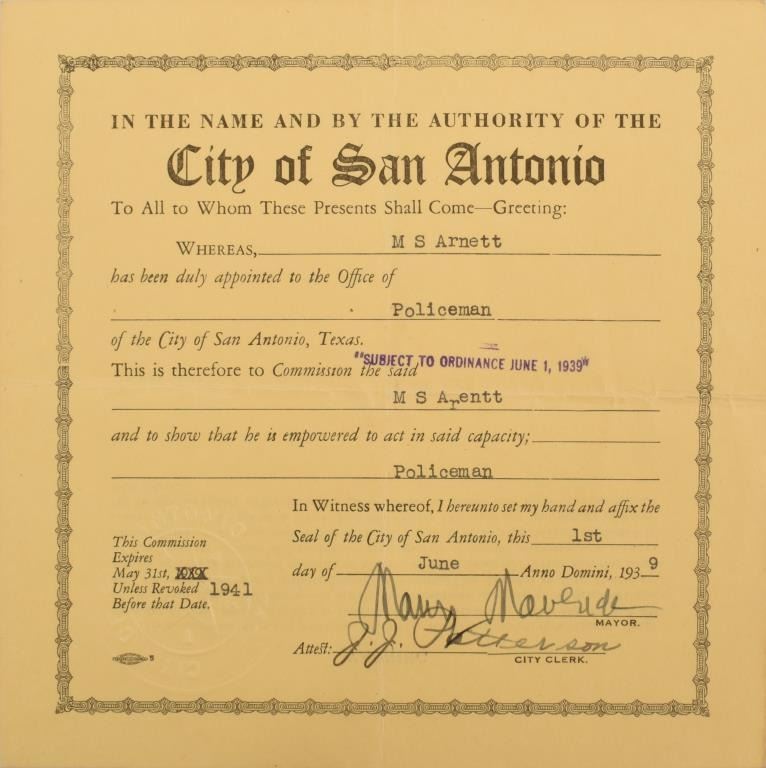 IN THE NAME AND BY THE AUTHORITY OF THE
City of San Antonio
To All to Whom These Presents Shall Come—Greeting:
WHEREAS, M S Arnett
has been duly appointed to the Office of
Policeman
of the City of San Antonio, Texas.
"SUBJECT TO ORDINANCE JUNE 1, 1939"
This is therefore to Commission the said
M S Arentt
and to show that he is empowered to act in said capacity;
Policeman
In Witness whereof, I hereunto set my hand and affix the
Seal of the City of San Antonio, this 1st
day of June Anno Domini, 1939
Maury Maverick
MAYOR.
Attest: J. J. Patterson
CITY CLERK.
This Commission
Expires
May 31st, XXX
Unless Revoked 1941
Before that Date.
5